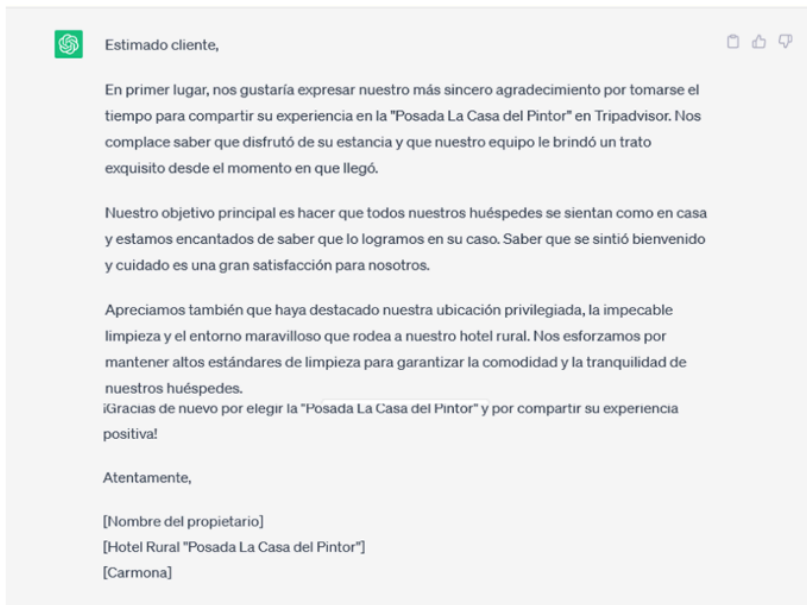 Estimado cliente,
En primer lugar, nos gustaría expresar nuestro más sincero agradecimiento por tomarse el
tiempo para compartir su experiencia en la "Posada La Casa del Pintor" en Tripadvisor. Nos
complace saber que disfrutó de su estancia y que nuestro equipo le brindó un trato
exquisito desde el momento en que llegó.
Nuestro objetivo principal es hacer que todos nuestros huéspedes se sientan como en casa
y estamos encantados de saber que lo logramos en su caso. Saber que se sintió bienvenido
y cuidado es una gran satisfacción para nosotros.
Apreciamos también que haya destacado nuestra ubicación privilegiada, la impecable
limpieza y el entorno maravilloso que rodea a nuestro hotel rural. Nos esforzamos por
mantener altos estándares de limpieza para garantizar la comodidad y la tranquilidad de
nuestros huéspedes.
¡Gracias de nuevo por elegir la "Posada La Casa del Pintor" y por compartir su experiencia
positiva!
Atentamente,
[Nombre del propietario]
[Hotel Rural "Posada La Casa del Pintor"]
[Carmona]